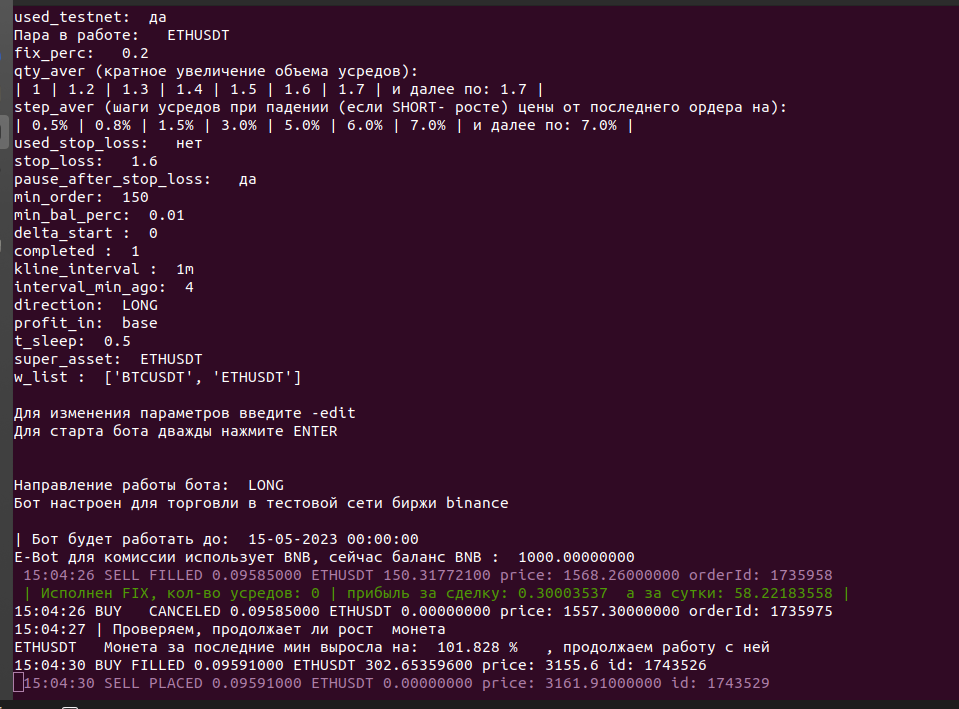 used_testnet:  да
Пара в работе:   ETHUSDT
fix_perc:   0.2
qty_aver (кратное увеличение объема усредов):
| 1 | 1.2 | 1.3 | 1.4 | 1.5 | 1.6 | 1.7 | и далее по: 1.7 |
step_aver (шаги усредов при падении (если SHORT- росте) цены от последнего ордера на):
| 0.5% | 0.8% | 1.5% | 3.0% | 5.0% | 6.0% | 7.0% | и далее по: 7.0% |
used_stop_loss:   нет
stop_loss:   1.6
pause_after_stop_loss:   да
min_order:  150
min_bal_perc:  0.01
delta_start :  0
completed :  1
kline_interval :  1m
interval_min_ago:  4
direction:  LONG
profit_in:  base
t_sleep:  0.5
super_asset:  ETHUSDT
w_list :  ['BTCUSDT', 'ETHUSDT']
Для изменения параметров введите -edit
Для старта бота дважды нажмите ENTER
Направление работы бота:  LONG
Бот настроен для торговли в тестовой сети биржи binance
| Бот будет работать до:  15-05-2023 00:00:00
E-Bot для комиссии использует BNB, сейчас баланс BNB :  1000.00000000
15:04:26 SELL FILLED 0.09585000 ETHUSDT 150.31772100 price: 1568.26000000 orderId: 1735958
| Исполнен FIX, кол-во усредов: 0 | прибыль за сделку: 0.30003537  а за сутки: 58.22183558 |
15:04:26 BUY   CANCELED 0.09585000 ETHUSDT 0.00000000 price: 1557.30000000 orderId: 1735975
15:04:27 | Проверяем, продолжает ли рост  монета
ETHUSDT   Монета за последние мин выросла на:  101.828 %   , продолжаем работу с ней
15:04:30 BUY FILLED 0.09591000 ETHUSDT 302.65359600 price: 3155.6 id: 1743526
15:04:30 SELL PLACED 0.09591000 ETHUSDT 0.00000000 price: 3161.91000000 id: 1743529